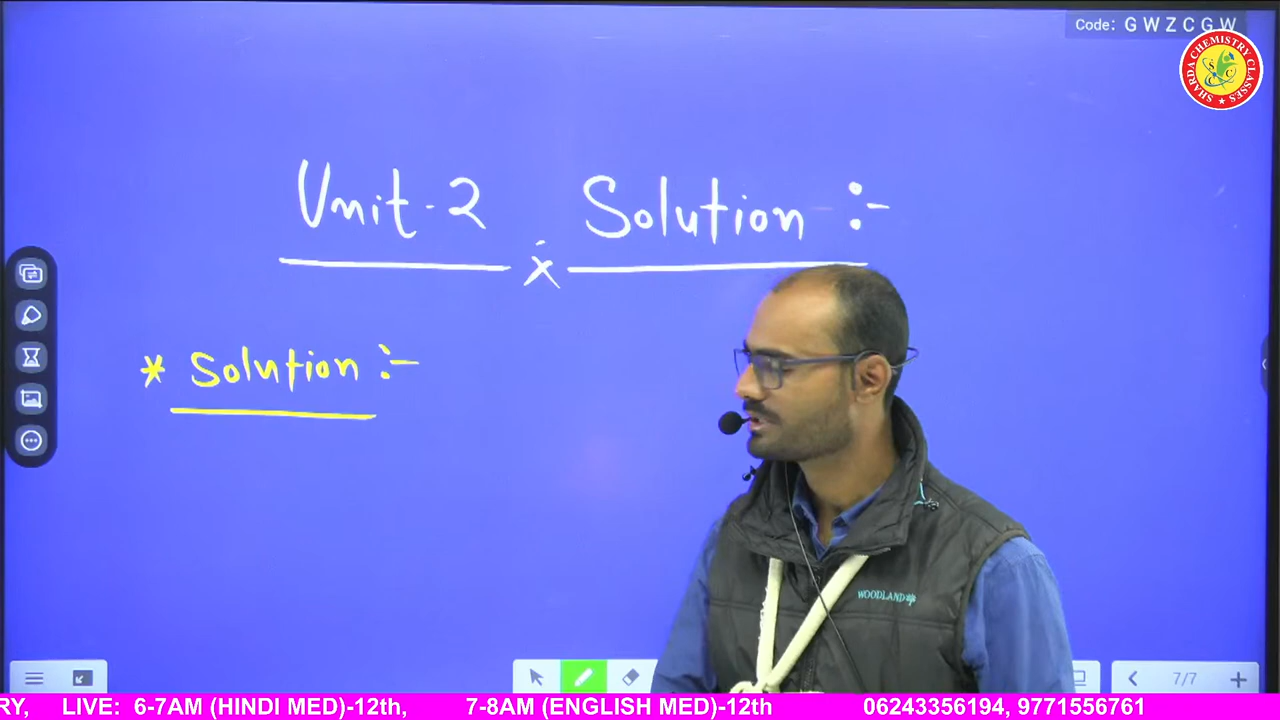 Code: G W Z C G W
SHARDA CHEMISTRY CLASSES
S C C
Unit-2 Solution :-
x
* Solution :-
WOODLAND
7/7
RY, LIVE: 6-7AM (HINDI MED)-12th, 7-8AM (ENGLISH MED)-12th 06243356194, 9771556761